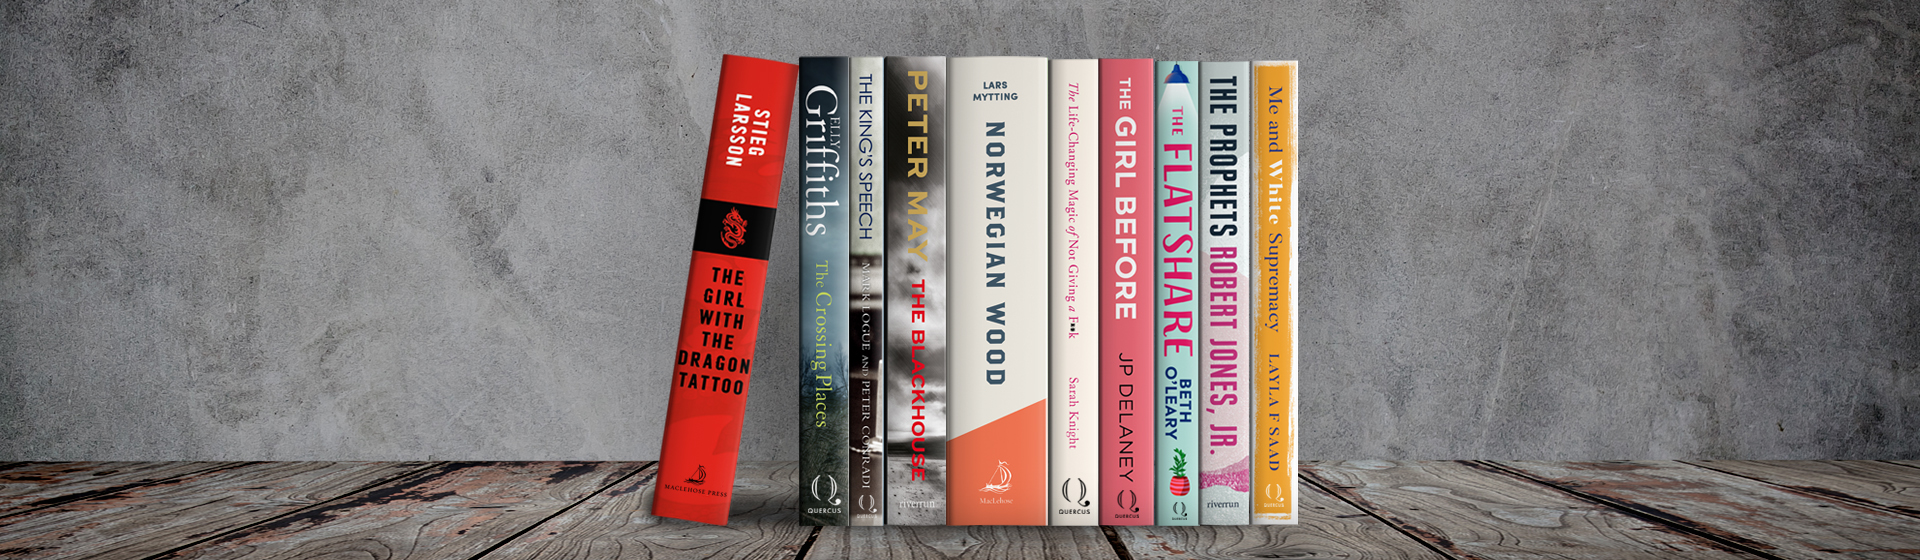 STIEG
LARSSON
THE
GIRL
WITH
THE
DRAGON
TATTOO
MACLEHOSE PRESS
ELLY
Griffiths
The Crossing Places
QUERCUS
THE KING'S SPEECH
MARK LOGUE AND PETER CONRADI
QUERCUS
PETER MAY THE BLACKHOUSE
riverrun
LARS
MYTTING
NORWEGIAN WOOD
MacLehose
The Life-Changing Magic of Not Giving a F**k
Sarah Knight
QUERCUS
THE GIRL BEFORE
JP DELANEY
QUERCUS
THE FLATSHARE
BETH
O'LEARY
QUERCUS
THE PROPHETS ROBERT JONES, JR.
riverrun
Me and White Supremacy LAYLA F SAAD
QUERCUS